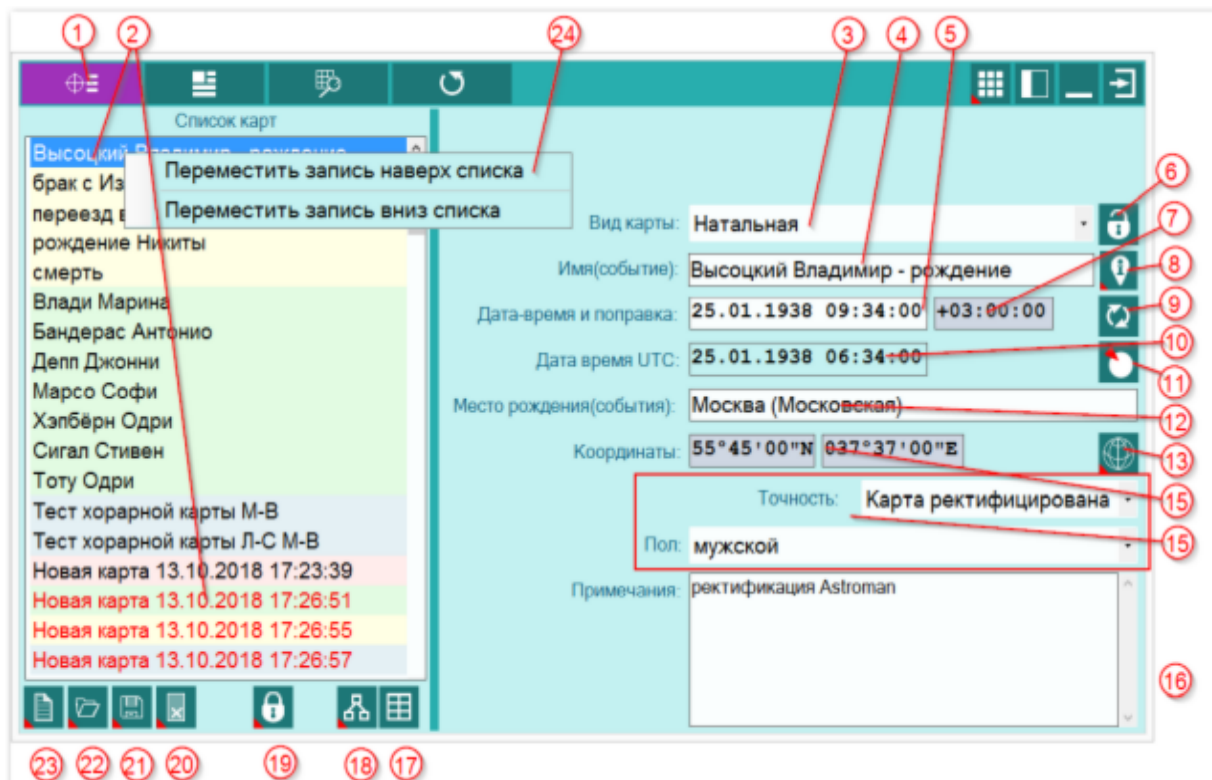 1 2 24 3 4 5
Список карт
Высоцкий Владимир - рождение
Переместить запись наверх списка
брак с Из
Переместить запись вниз списка
переезд в
рождение Никиты
смерть
Влади Марина
Бандерас Антонио
Депп Джонни
Марсо Софи
Хэпбёрн Одри
Сигал Стивен
Тоту Одри
Тест хорарной карты М-В
Тест хорарной карты Л-С М-В
Новая карта 13.10.2018 17:23:39
Новая карта 13.10.2018 17:26:51
Новая карта 13.10.2018 17:26:55
Новая карта 13.10.2018 17:26:57
Вид карты: Натальная 6
7
Имя(событие): Высоцкий Владимир - рождение 8
Дата-время и поправка: 25.01.1938 09:34:00 +03:00:00 9
Дата время UTC: 25.01.1938 06:34:00 10
11
Место рождения(события): Москва (Московская) 12
Координаты: 55°45'00"N 037°37'00"E 13
Точность: Карта ректифицирована 15
Пол: мужской 15
Примечания: ректификация Astroman
16
23 22 21 20 19 18 17